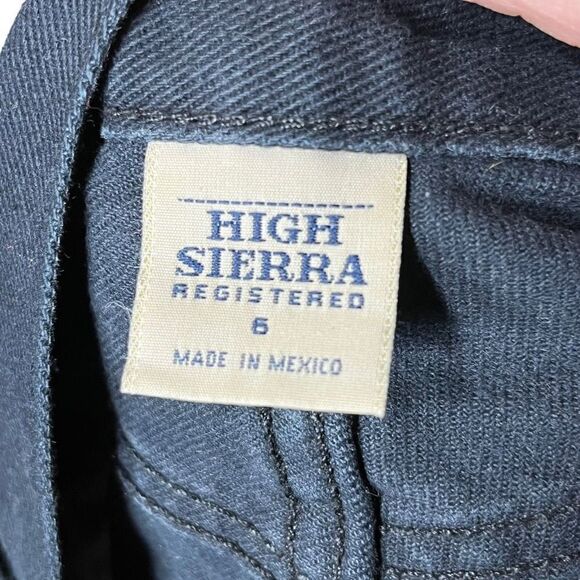 HIGH
SIERRA
REGISTERED
6
MADE IN MEXICO